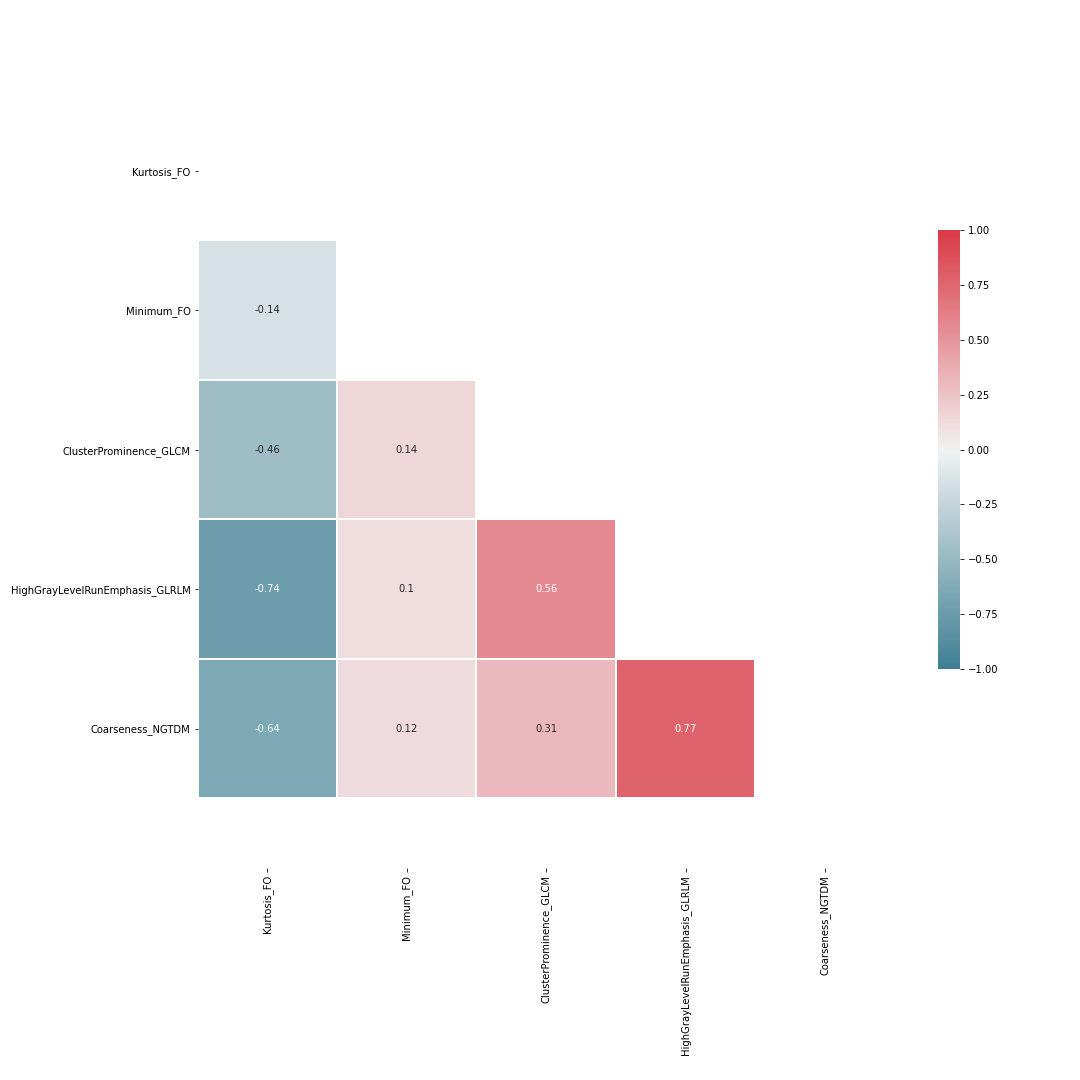 Kurtosis_FO
Minimum_FO
-0.14
ClusterProminence_GLCM
-0.46
0.14
HighGrayLevelRunEmphasis_GLRLM
-0.74
0.1
0.56
Coarseness_NGTDM
-0.64
0.12
0.31
0.77
Kurtosis_FO
Minimum_FO
ClusterProminence_GLCM
HighGrayLevelRunEmphasis_GLRLM
Coarseness_NGTDM
1.00
0.75
0.50
0.25
0.00
−0.25
−0.50
−0.75
−1.00